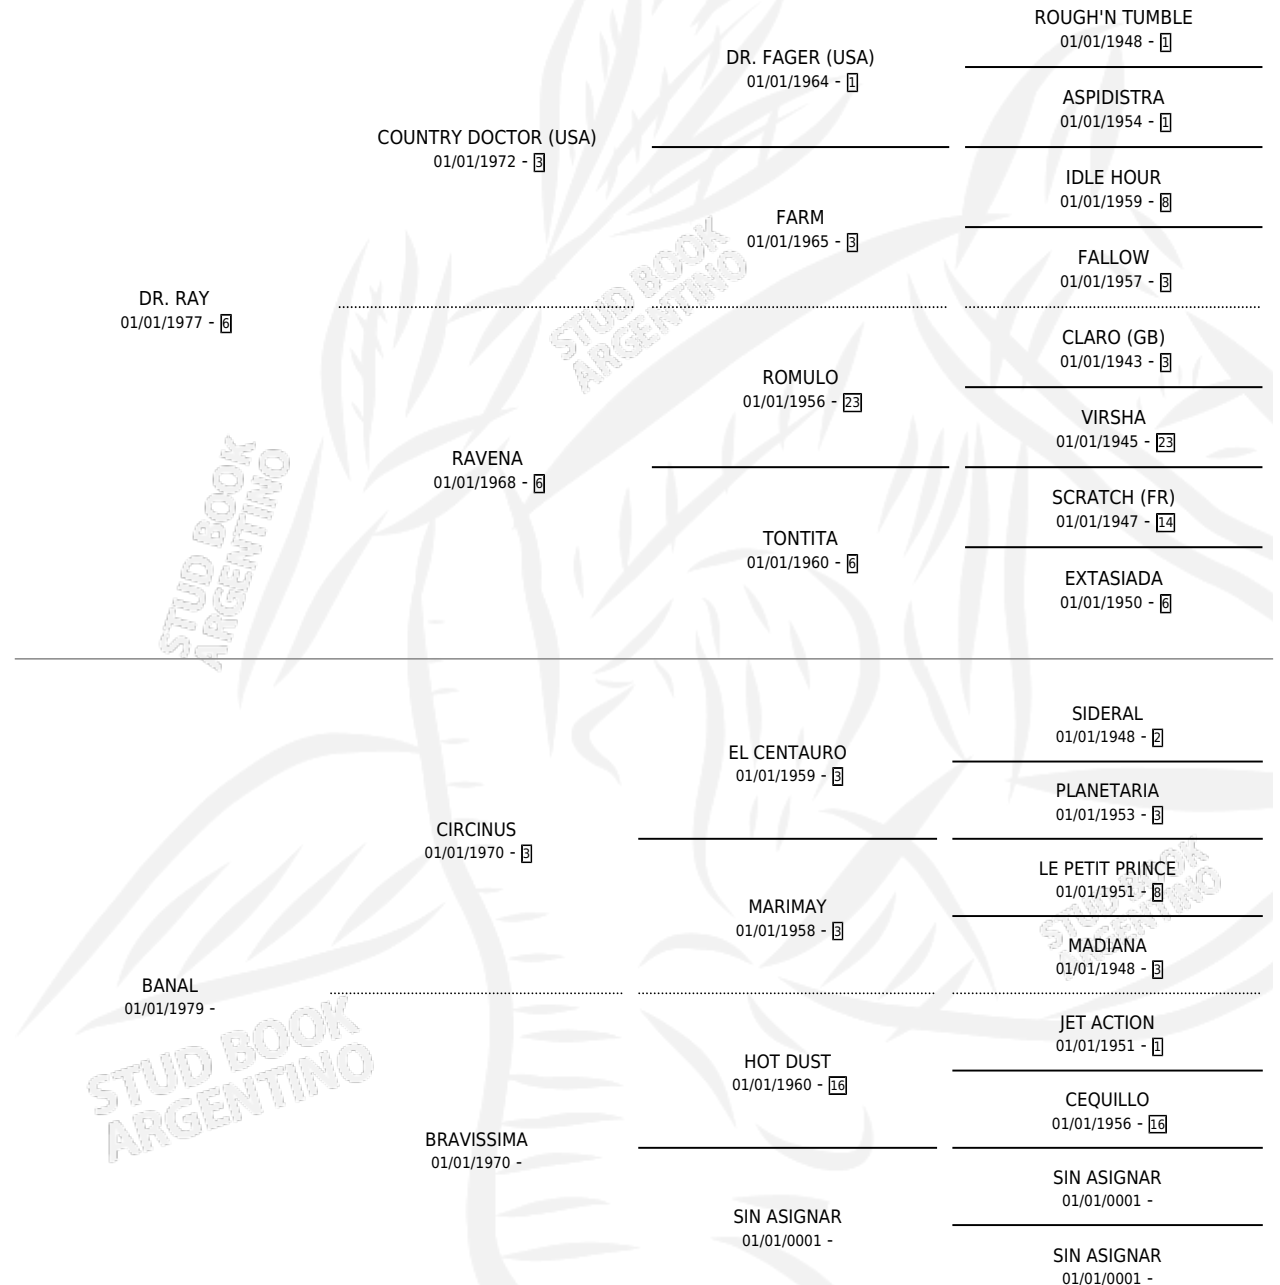 ROUGH'N TUMBLE
01/01/1948 - 1
DR. FAGER (USA)
01/01/1964 - 1
ASPIDISTRA
01/01/1954 - 1
COUNTRY DOCTOR (USA)
01/01/1972 - 3
IDLE HOUR
01/01/1959 - 8
FARM
01/01/1965 - 3
FALLOW
01/01/1957 - 3
DR. RAY
01/01/1977 - 6
CLARO (GB)
01/01/1943 - 3
ROMULO
01/01/1956 - 23
VIRSHA
01/01/1945 - 23
RAVENA
01/01/1968 - 6
SCRATCH (FR)
01/01/1947 - 14
TONTITA
01/01/1960 - 6
EXTASIADA
01/01/1950 - 6
SIDERAL
01/01/1948 - 2
EL CENTAURO
01/01/1959 - 3
PLANETARIA
01/01/1953 - 3
CIRCINUS
01/01/1970 - 3
LE PETIT PRINCE
01/01/1951 - 8
MARIMAY
01/01/1958 - 3
MADIANA
01/01/1948 - 3
BANAL
01/01/1979 -
JET ACTION
01/01/1951 - 1
HOT DUST
01/01/1960 - 16
CEQUILLO
01/01/1956 - 16
BRAVISSIMA
01/01/1970 -
SIN ASIGNAR
01/01/0001 -
SIN ASIGNAR
01/01/0001 -
SIN ASIGNAR
01/01/0001 -
STUD BOOK
ARGENTINO
STUD BOOK
ARGENTINO
STUD BOOK
ARGENTINO
STUD BOOK
ARGENTINO